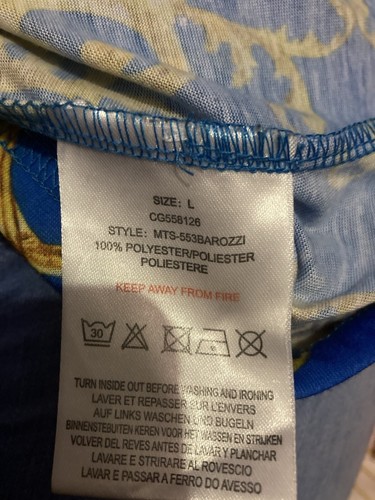 SIZE: L
CG558126
STYLE: MTS-553BAROZZI
100% POLYESTER/POLIESTER
POLIESTERE
KEEP AWAY FROM FIRE
30
TURN INSIDE OUT BEFORE WASHING AND IRONING
LAVER ET REPASSER SUR L'ENVERS
AUF LINKS WASCHEN UND BUGELN
BINNENSTEBUITEN KEREN VOOR HET WASSEN EN STRIJKEN
VOLVER DEL REVES ANTES DE LAVAR Y PLANCHAR
LAVARE E STIRARE AL ROVESCIO
LAVAR E PASSAR A FERRO DO AVESSO